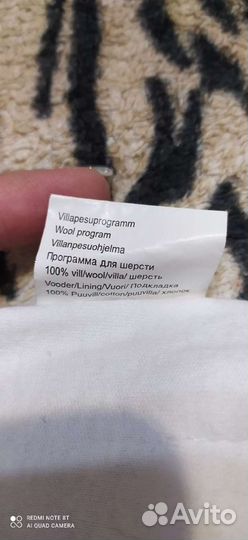 Villapesuprogramm
Wool program
Villanpesuohjelma
Программа для шерсти
100% vill/wool/villa/ шерсть
Vooder/Lining/Vuori/ Подкладка
100% Puuvill/cotton/puuvilla/ хлопок
REDMI NOTE 8T
AI QUAD CAMERA
Avito